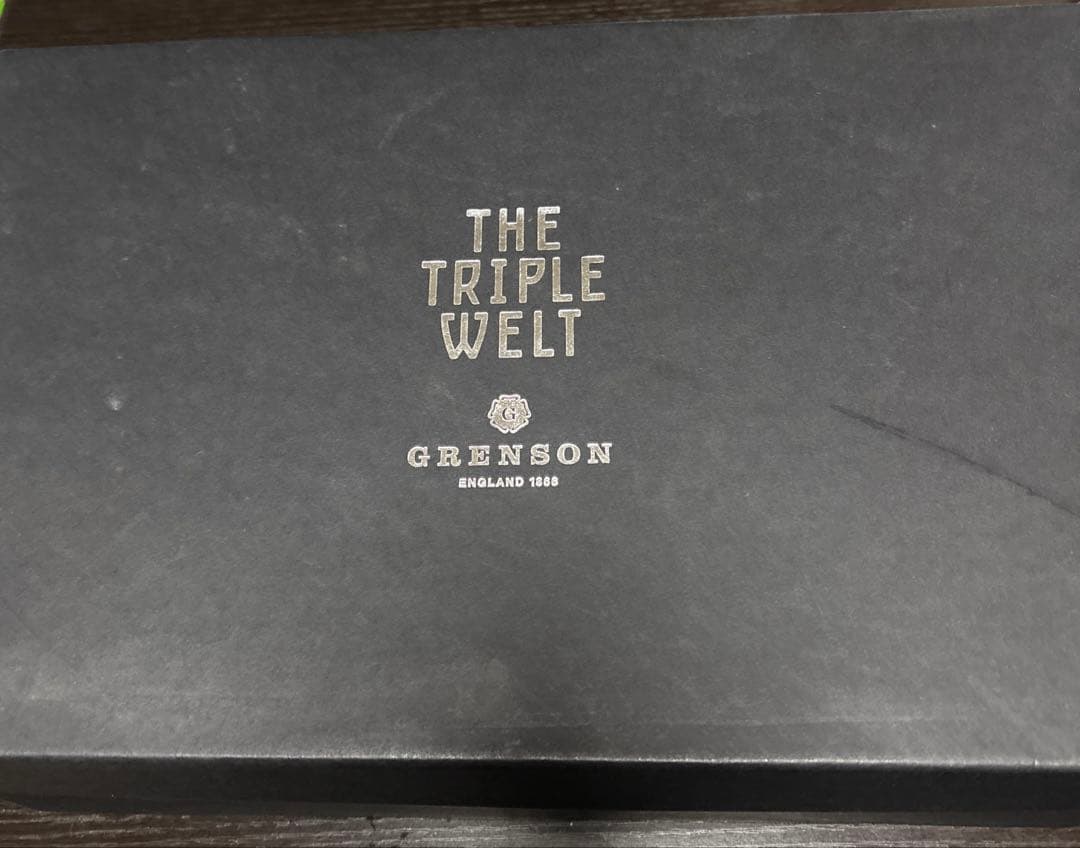 THE
TRIPLE
WELT
G
GRENSON
ENGLAND 1866